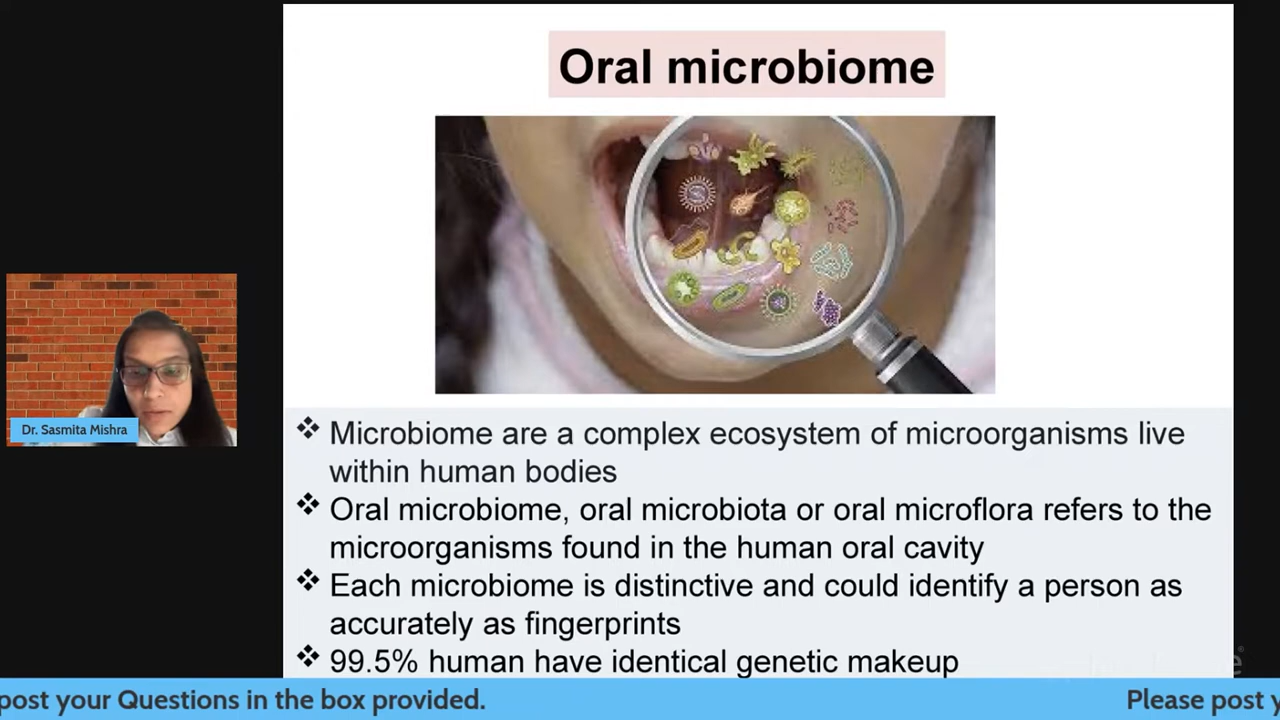 Oral microbiome
Dr. Sasmita Mishra
❖ Microbiome are a complex ecosystem of microorganisms live
within human bodies
❖ Oral microbiome, oral microbiota or oral microflora refers to the
microorganisms found in the human oral cavity
❖ Each microbiome is distinctive and could identify a person as
accurately as fingerprints
❖ 99.5% human have identical genetic makeup
post your Questions in the box provided.
Please post y